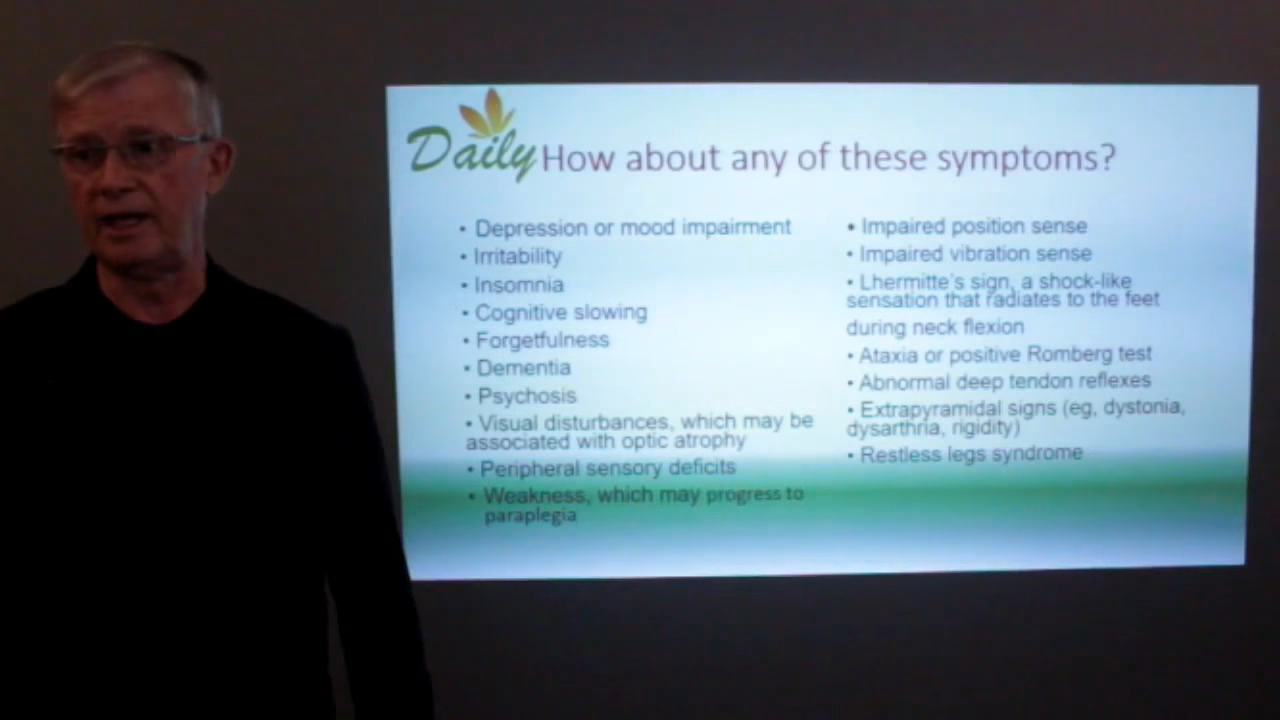 Daily How about any of these symptoms?
• Depression or mood impairment
• Irritability
• Insomnia
• Cognitive slowing
• Forgetfulness
• Dementia
• Psychosis
• Visual disturbances, which may be
associated with optic atrophy
• Peripheral sensory deficits
• Weakness, which may progress to
paraplegia
• Impaired position sense
• Impaired vibration sense
• Lhermitte's sign, a shock-like
sensation that radiates to the feet
during neck flexion
• Ataxia or positive Romberg test
• Abnormal deep tendon reflexes
• Extrapyramidal signs (eg, dystonia,
dysarthria, rigidity)
• Restless legs syndrome